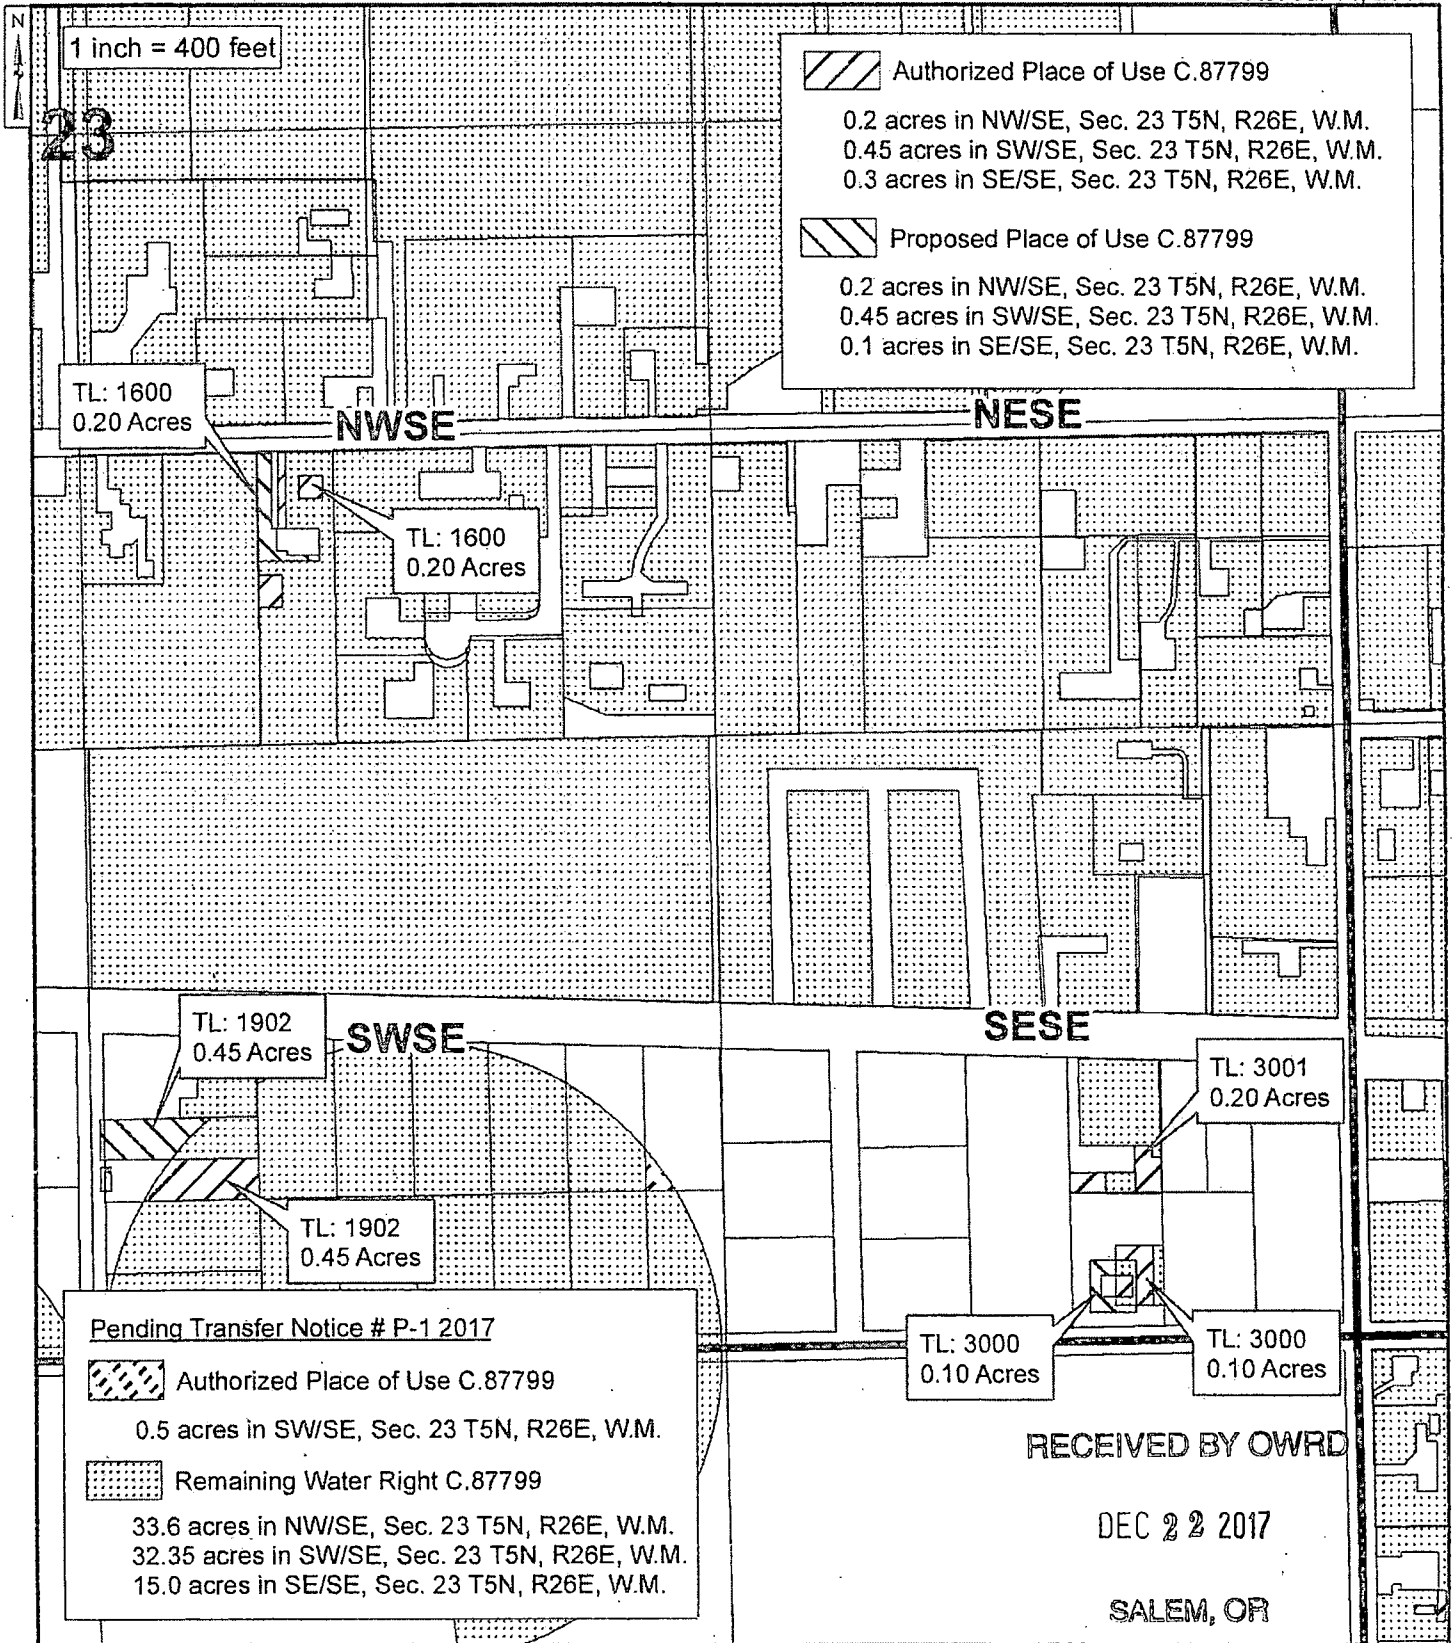 N
1 inch = 400 feet
23
Authorized Place of Use C.87799
0.2 acres in NW/SE, Sec. 23 T5N, R26E, W.M.
0.45 acres in SW/SE, Sec. 23 T5N, R26E, W.M.
0.3 acres in SE/SE, Sec. 23 T5N, R26E, W.M.
Proposed Place of Use C.87799
0.2 acres in NW/SE, Sec. 23 T5N, R26E, W.M.
0.45 acres in SW/SE, Sec. 23 T5N, R26E, W.M.
0.1 acres in SE/SE, Sec. 23 T5N, R26E, W.M.
TL: 1600
0.20 Acres
NWSE
NESE
TL: 1600
0.20 Acres
TL: 1902
0.45 Acres
SWSE
SESE
TL: 3001
0.20 Acres
TL: 1902
0.45 Acres
TL: 3000
0.10 Acres
TL: 3000
0.10 Acres
Pending Transfer Notice # P-1 2017
Authorized Place of Use C.87799
0.5 acres in SW/SE, Sec. 23 T5N, R26E, W.M.
Remaining Water Right C.87799
33.6 acres in NW/SE, Sec. 23 T5N, R26E, W.M.
32.35 acres in SW/SE, Sec. 23 T5N, R26E, W.M.
15.0 acres in SE/SE, Sec. 23 T5N, R26E, W.M.
RECEIVED BY OWRD
DEC 22 2017
SALEM, OR